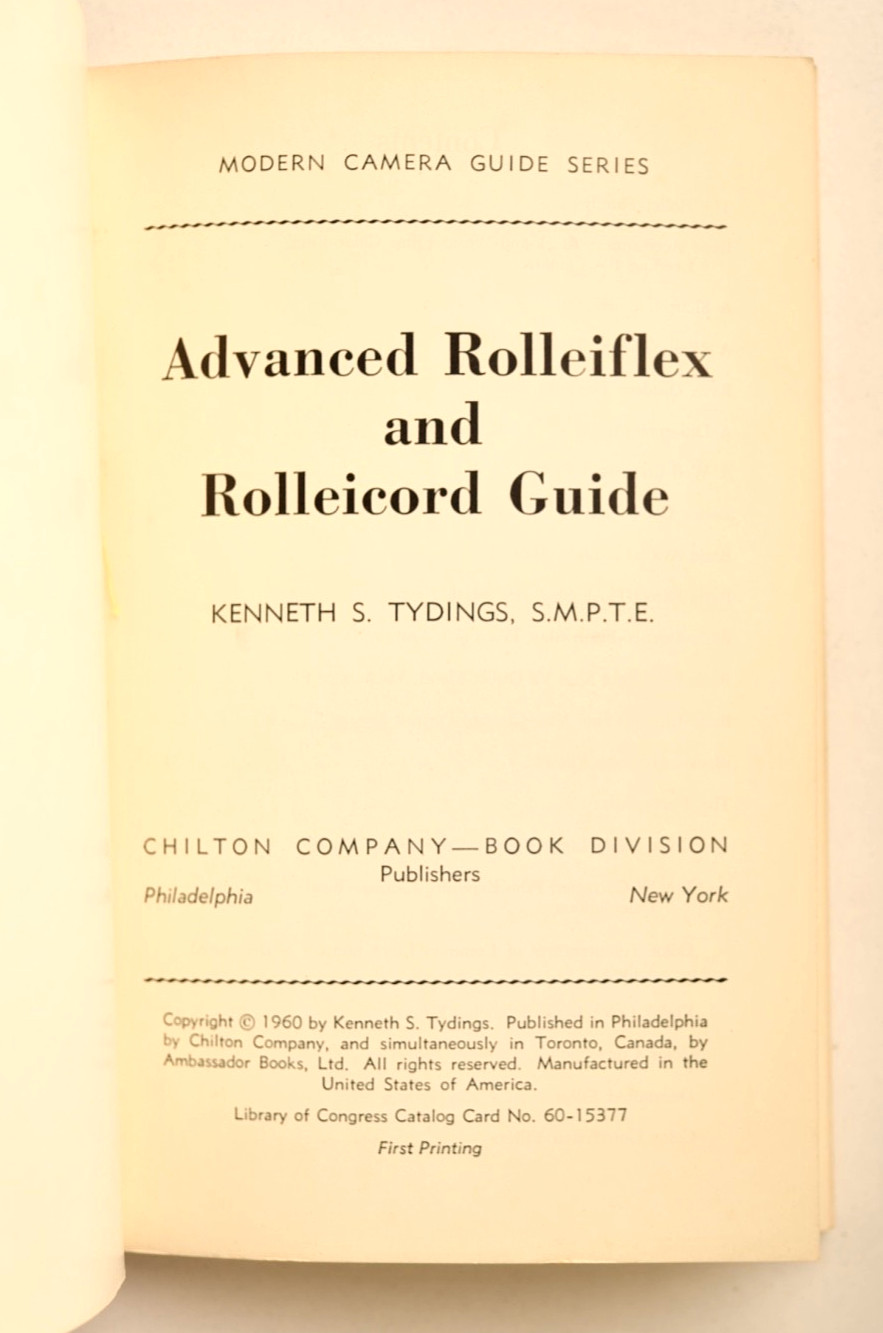 MODERN CAMERA GUIDE SERIES
Advanced Rolleiflex
and
Rolleicord Guide
KENNETH S. TYDINGS, S.M.P.T.E.
CHILTON COMPANY—BOOK DIVISION
Publishers
Philadelphia New York
Copyright © 1960 by Kenneth S. Tydings. Published in Philadelphia
by Chilton Company, and simultaneously in Toronto, Canada, by
Ambassador Books, Ltd. All rights reserved. Manufactured in the
United States of America.
Library of Congress Catalog Card No. 60-15377
First Printing